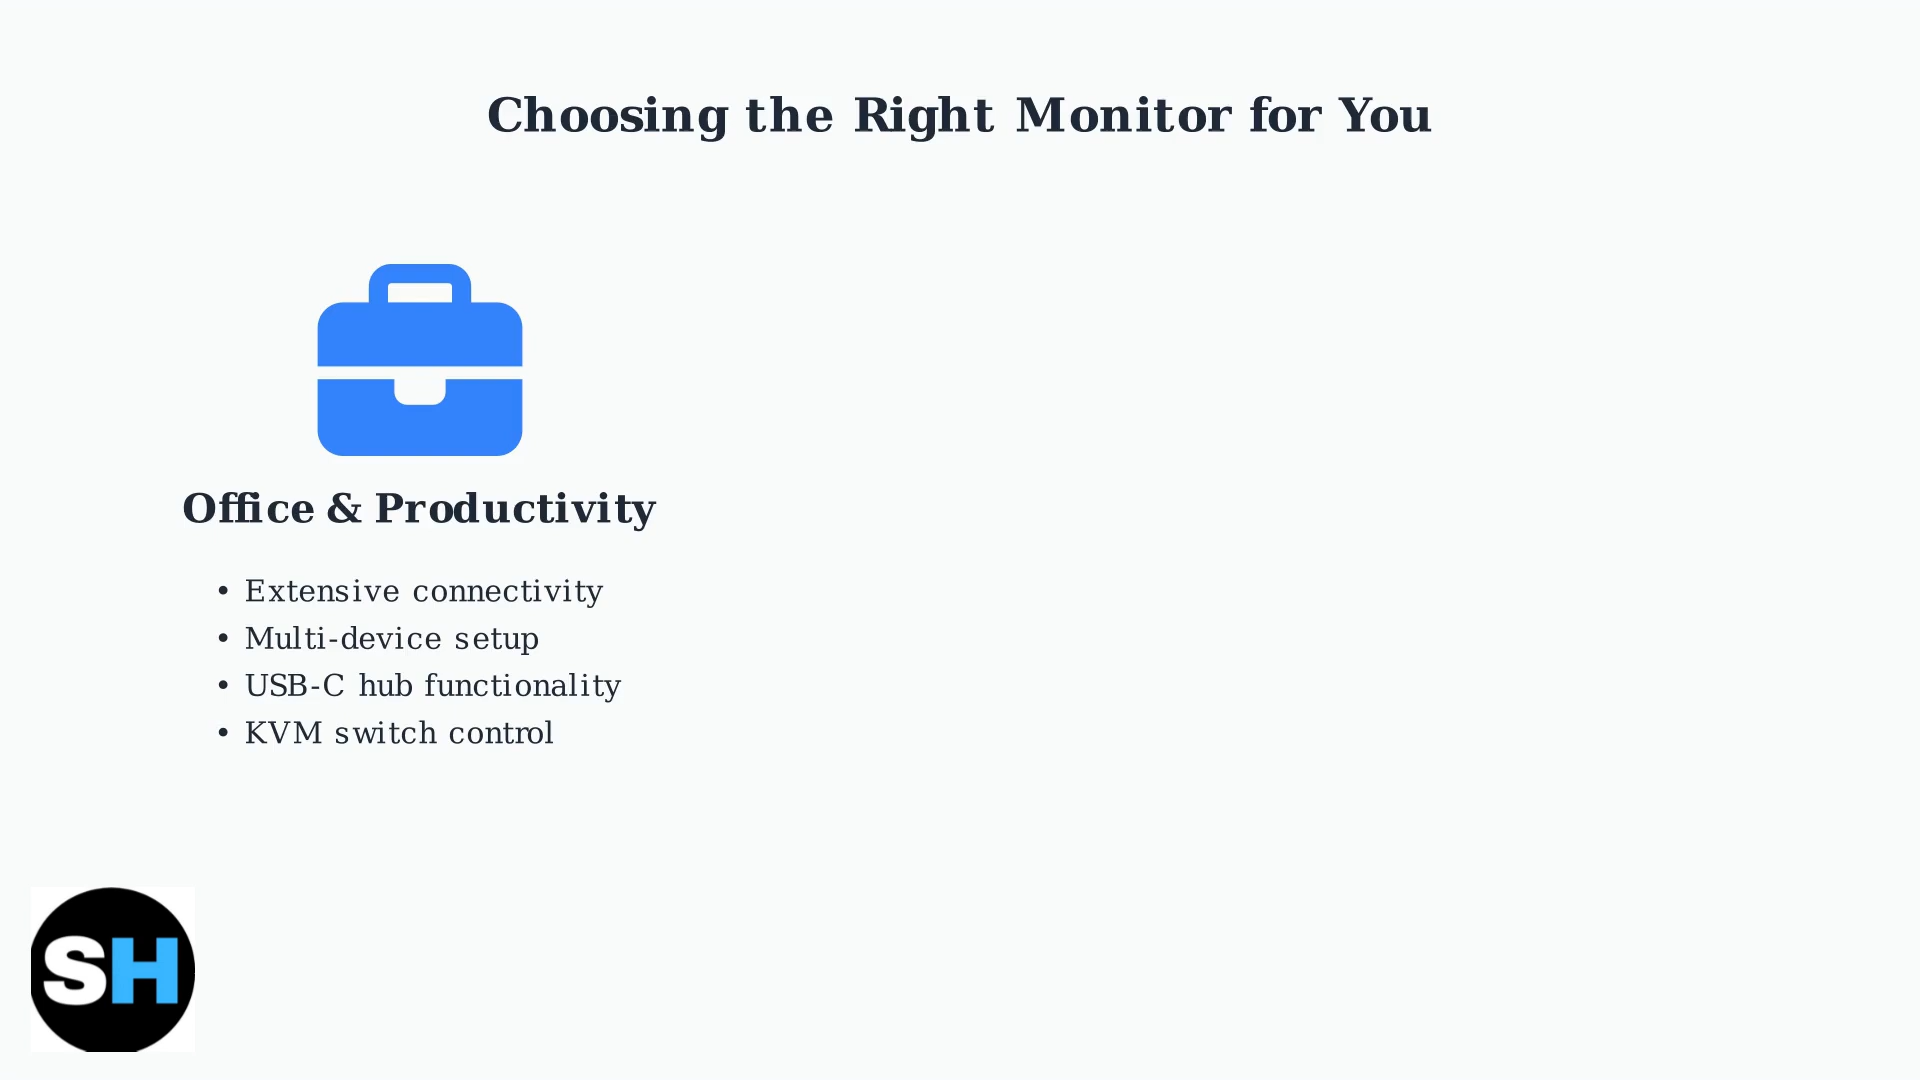 Choosing the Right Monitor for You
Office & Productivity
• Extensive connectivity
• Multi-device setup
• USB-C hub functionality
• KVM switch control
SH